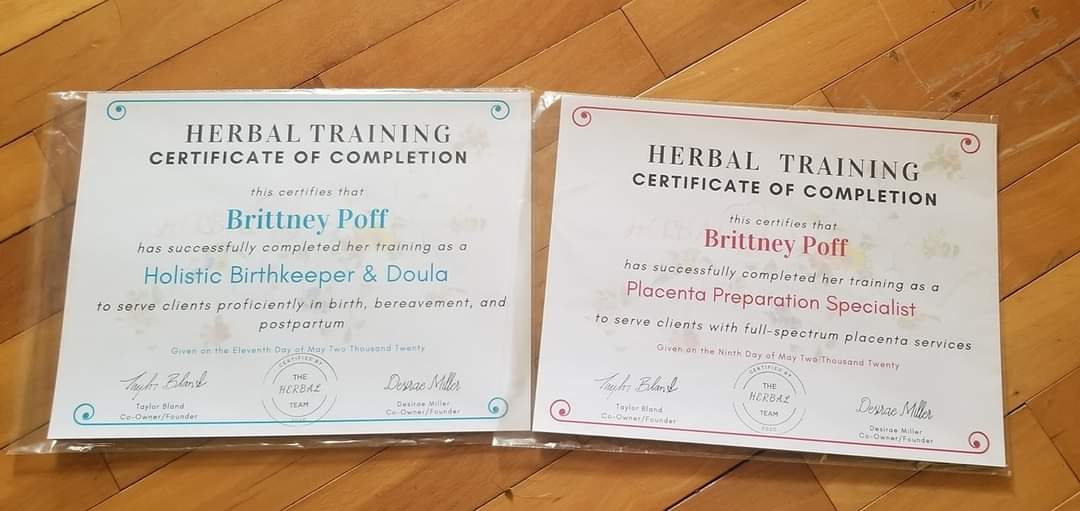 HERBAL TRAINING
CERTIFICATE OF COMPLETION
this certifies that
Brittney Poff
has successfully completed her training as a
Holistic Birthkeeper & Doula
to serve clients proficiently in birth, bereavement, and
postpartum
Given on the Eleventh Day of May Two Thousand Twenty
Taylor Bland
Taylor Bland
Co-Owner/Founder
CERTIFIED BY
THE
HERBAL
TEAM
2020
Desirae Miller
Desirae Miller
Co-Owner/Founder
HERBAL TRAINING
CERTIFICATE OF COMPLETION
this certifies that
Brittney Poff
has successfully completed her training as a
Placenta Preparation Specialist
to serve clients with full-spectrum placenta services
Given on the Ninth Day of May Two Thousand Twenty
Taylor Bland
Taylor Bland
Co-Owner/Founder
CERTIFIED BY
THE
HERBAL
TEAM
2020
Desirae Miller
Desirae Miller
Co-Owner/Founder